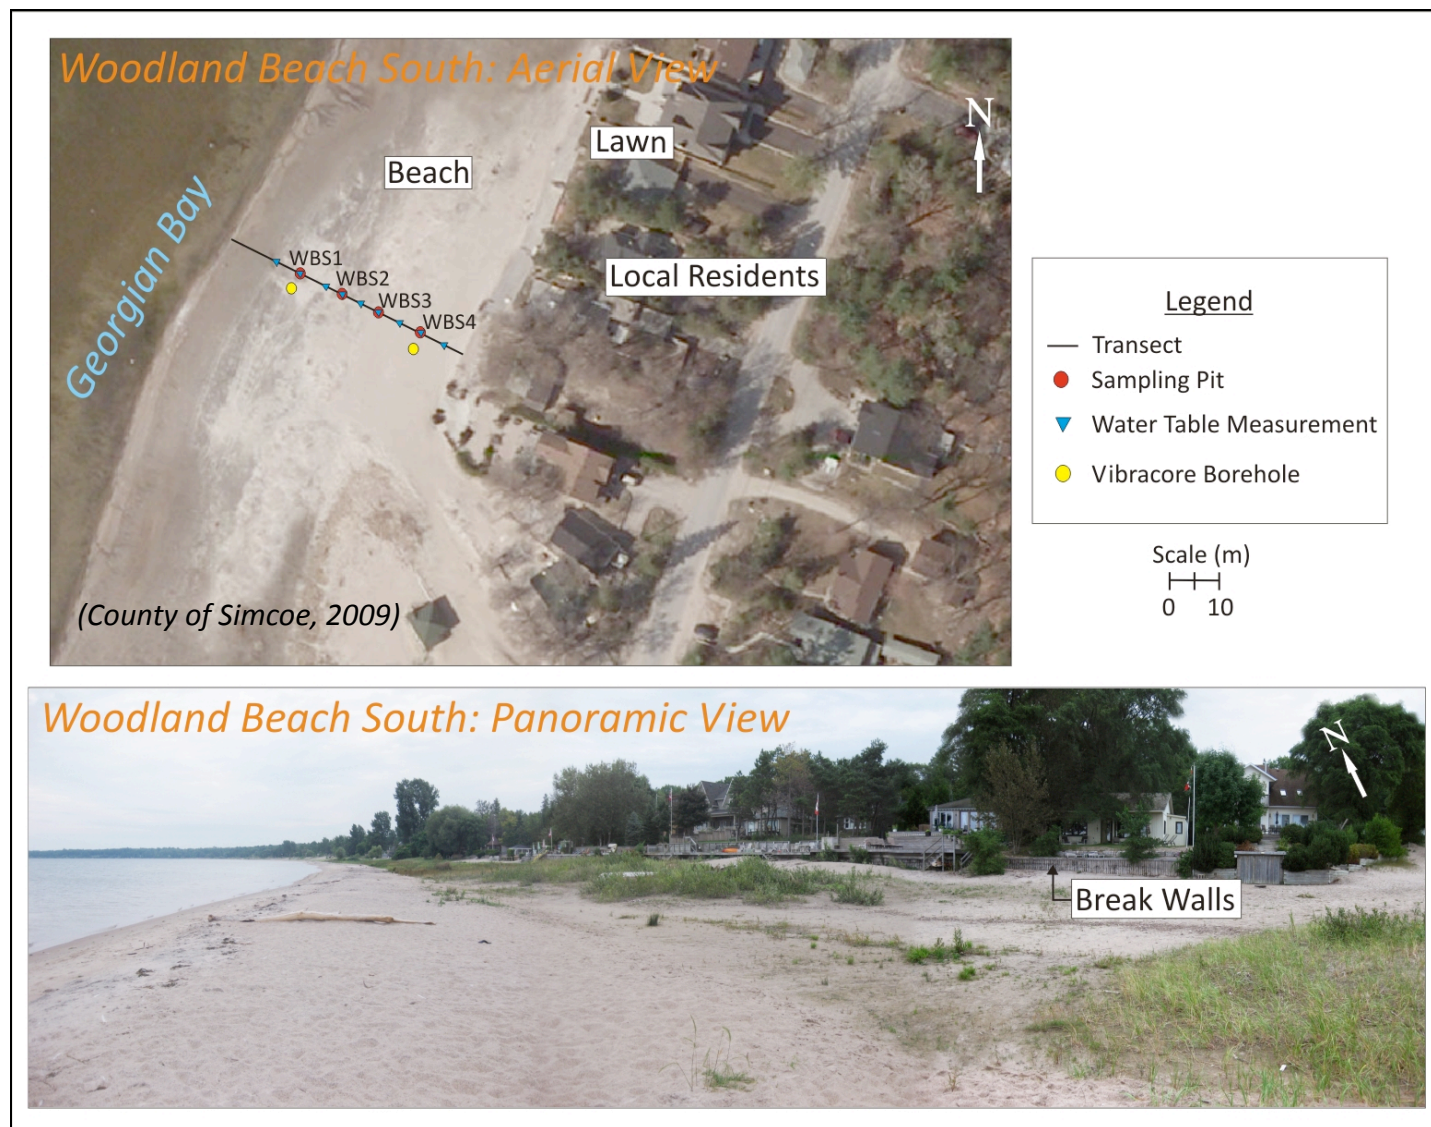 Woodland Beach South: Aerial View
N
Lawn
Beach
Georgian Bay
WBS1
WBS2
WBS3
WBS4
Local Residents
(County of Simcoe, 2009)
Legend
Transect
Sampling Pit
Water Table Measurement
Vibracore Borehole
Scale (m)
0 10
Woodland Beach South: Panoramic View
N
Break Walls